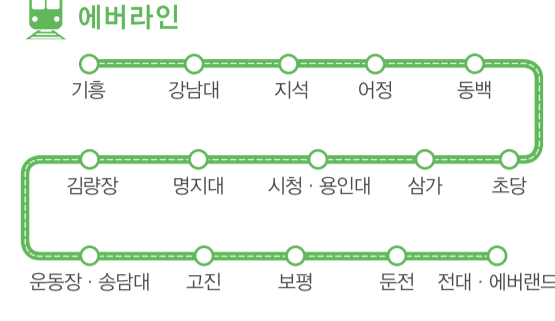 에버라인
기흥 강남대 지석 어정 동백
김량장 명지대 시청 · 용인대 삼가 초당
운동장 · 송담대 고진 보평 둔전 전대 · 에버랜드